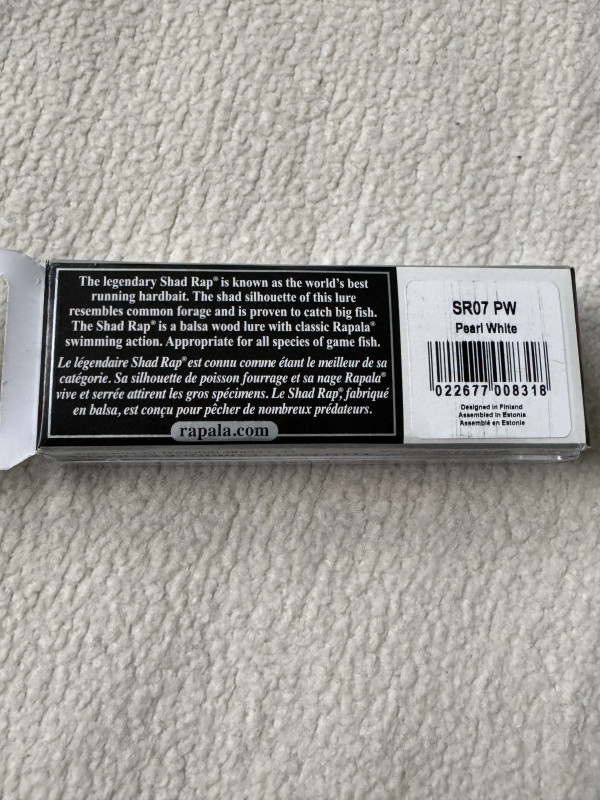 The legendary Shad Rap® is known as the world's best
running hardbait. The shad silhouette of this lure
resembles common forage and is proven to catch big fish.
The Shad Rap® is a balsa wood lure with classic Rapala®
swimming action. Appropriate for all species of game fish.
Le légendaire Shad Rap® est connu comme étant le meilleur de sa
catégorie. Sa silhouette de poisson fourrage et sa nage Rapala®
vive et serrée attirent les gros spécimens. Le Shad Rap®, fabriqué
en balsa, est conçu pour pêcher de nombreux prédateurs.
rapala.com
SR07 PW
Pearl White
022677 008318
Designed in Finland
Assembled in Estonia
Assemblé en Estonie